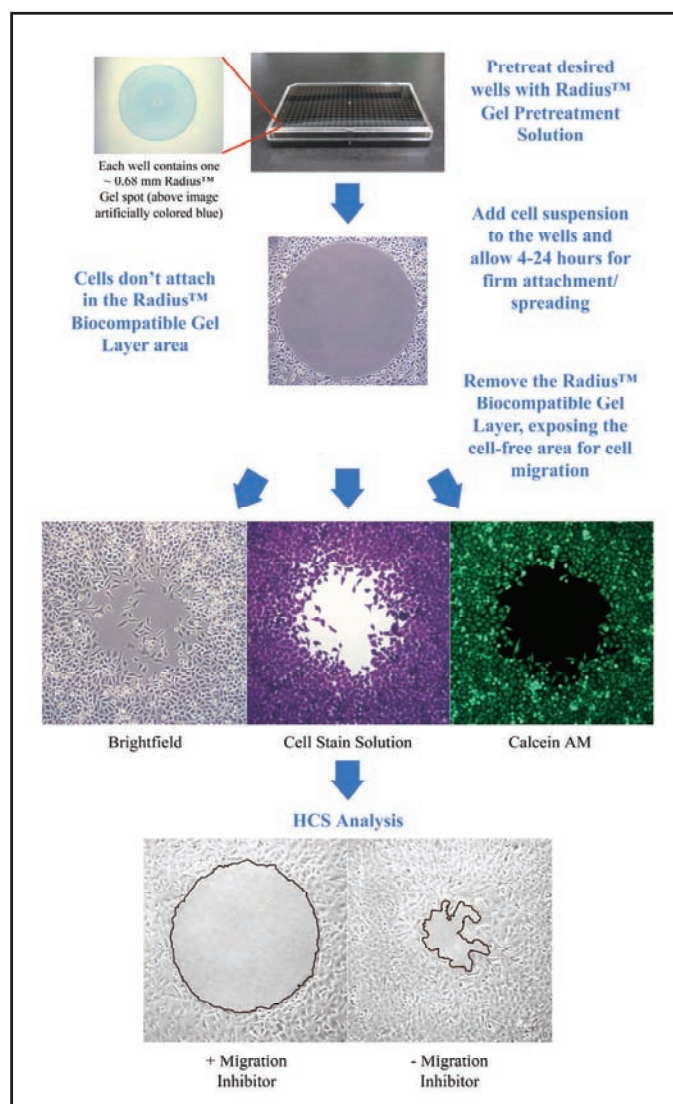 Pretreat desired
wells with Radius™
Gel Pretreatment
Solution
Each well contains one
~ 0.68 mm Radius™
Gel spot (above image
artificially colored blue)
Add cell suspension
to the wells and
allow 4-24 hours for
firm attachment/
spreading
Cells don’t attach
in the Radius™
Biocompatible Gel
Layer area
Remove the Radius™
Biocompatible Gel
Layer, exposing the
cell-free area for cell
migration
Brightfield
Cell Stain Solution
Calcein AM
HCS Analysis
+ Migration
Inhibitor
- Migration
Inhibitor